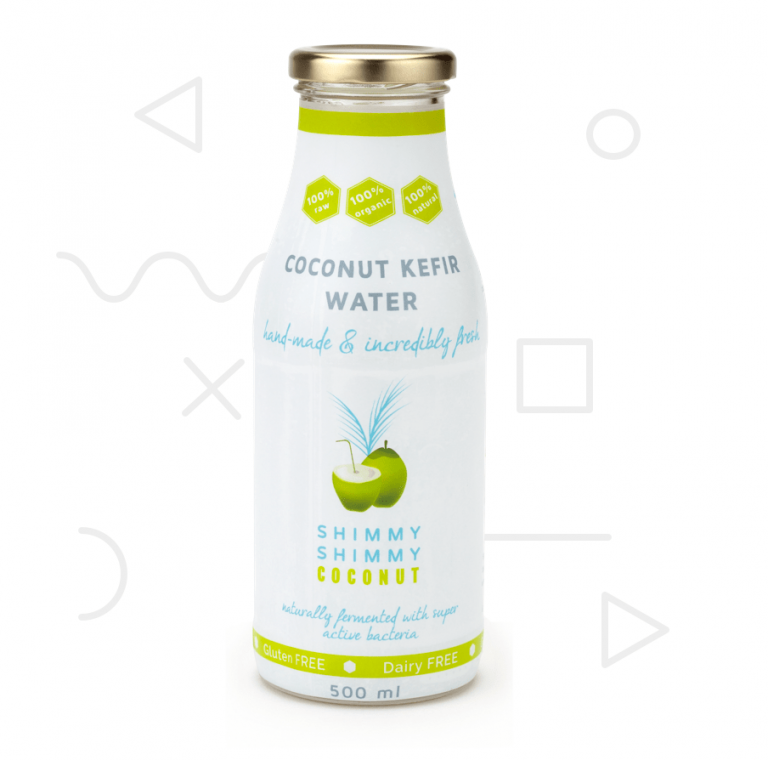 100%
raw
100%
organic
100%
natural
COCONUT KEFIR
WATER
hand-made & incredibly fresh
SHIMMY
SHIMMY
COCONUT
naturally fermented with super
active bacteria
Gluten FREE Dairy FREE
500 ml